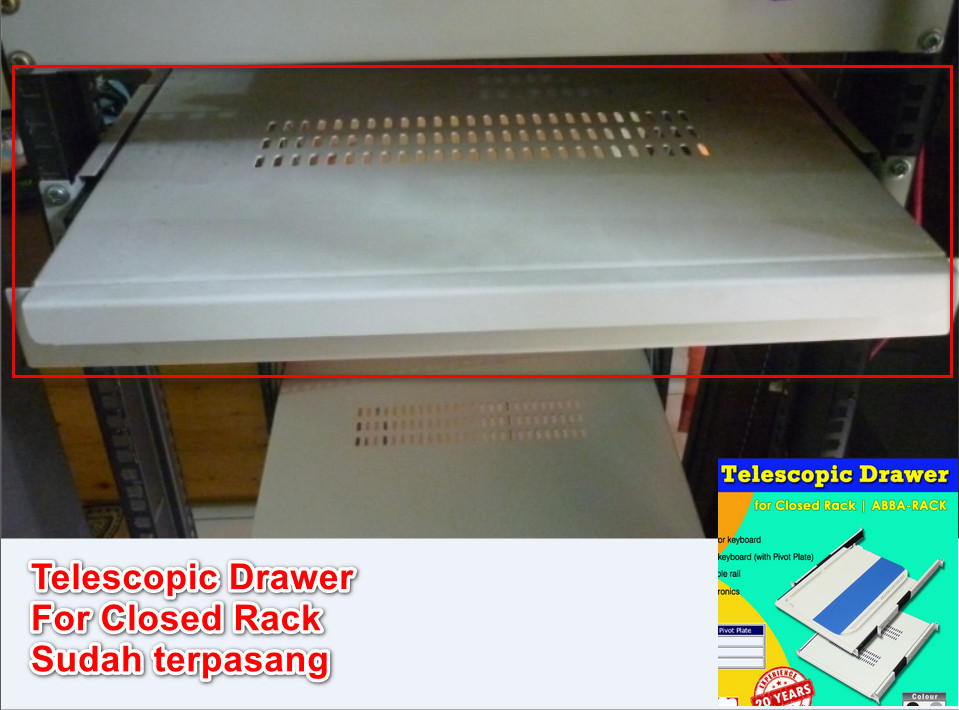 Telescopic Drawer
for Closed Rack | ABBA-RACK
or keyboard
keyboard (with Pivot Plate)
ble rail
ronics
Pivot Plate
EXPERIENCE
20 YEARS
Colour
Telescopic Drawer
For Closed Rack
Sudah terpasang